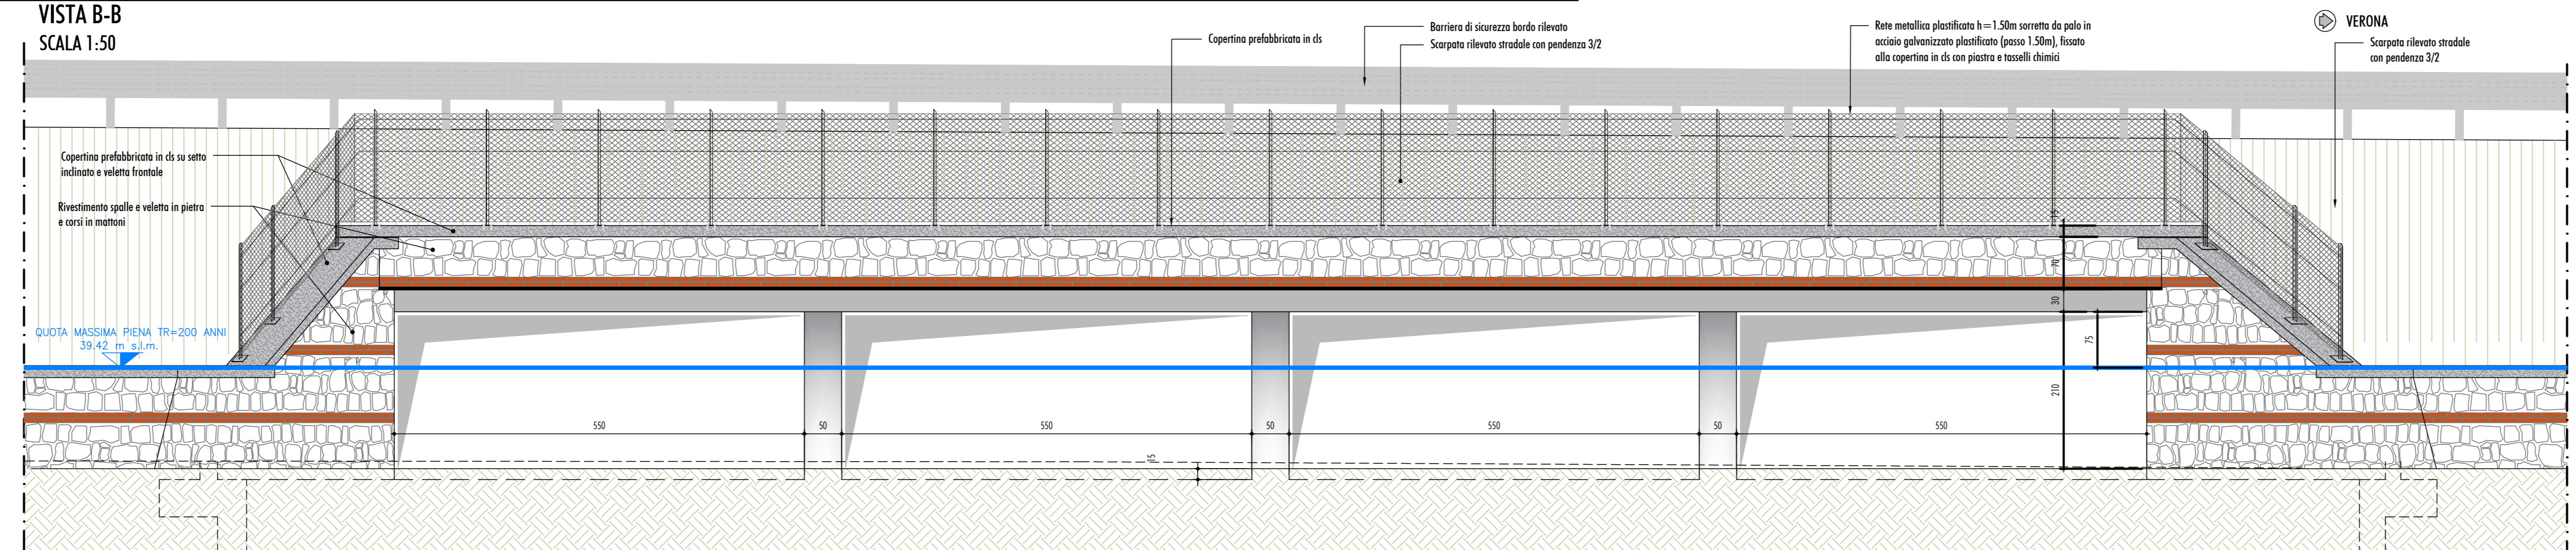 VISTA B-B
SCALA 1:50
Copertina prefabbricata in cls
Barriera di sicurezza bordo rilevato
Scarpata rilevato stradale con pendenza 3/2
Rete metallica plastificata h=1.50m sorretta da palo in
acciaio galvanizzato plastificato (passo 1.50m), fissato
alla copertina in cls con piastra e tasselli chimici
VERONA
Scarpata rilevato stradale
con pendenza 3/2
Copertina prefabbricata in cls su setto
inclinato e veletta frontale
Rivestimento spalle e veletta in pietra
e corsi in mattoni
QUOTA MASSIMA PIENA TR=200 ANNI
39.42 m s.l.m.
15
70
30
75
210
550
50
550
50
550
50
550
15